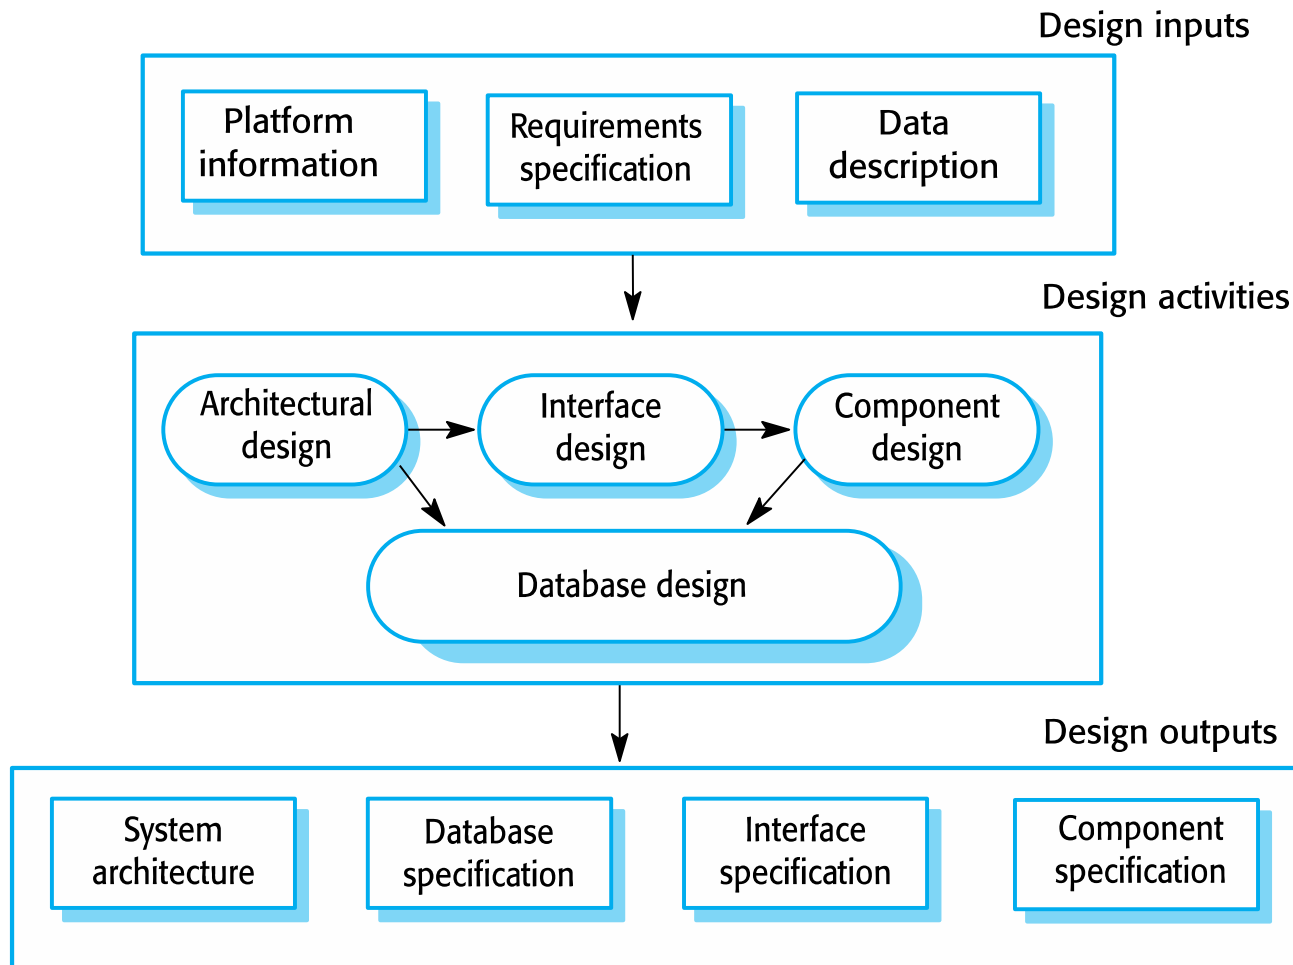 Design inputs
Platform
information
Requirements
specification
Data
description
Design activities
Architectural
design
Interface
design
Component
design
Database design
Design outputs
System
architecture
Database
specification
Interface
specification
Component
specification